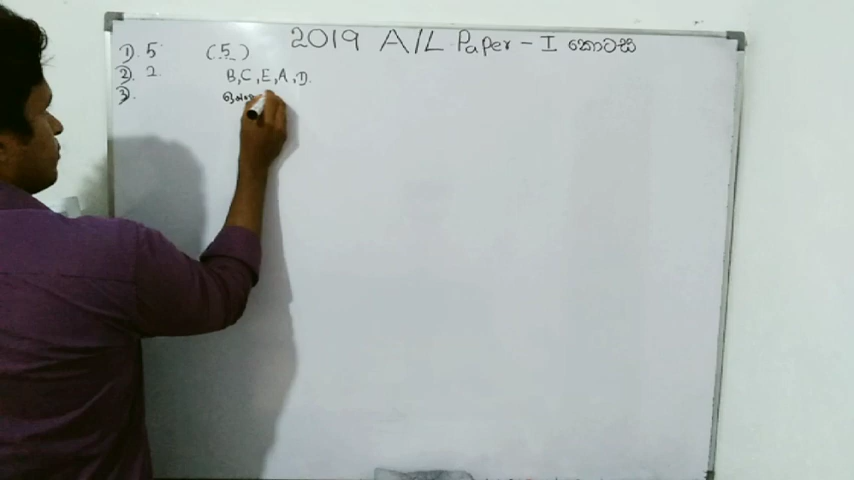 2019 A/L Paper - I කොටස
1). 5 (5)
2). 2. B, C, E, A, D.
3).